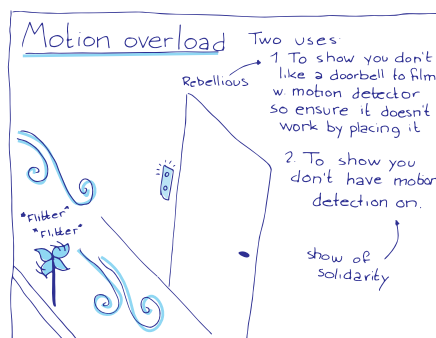 Motion overload
Two uses:
Rebellious
1 To show you don't
like a doorbell to film
w. motion detector
so ensure it doesn't
work by placing it
2. To show you
don't have motion
detection on.
show of
solidarity
*Flitter*
*Flitter*